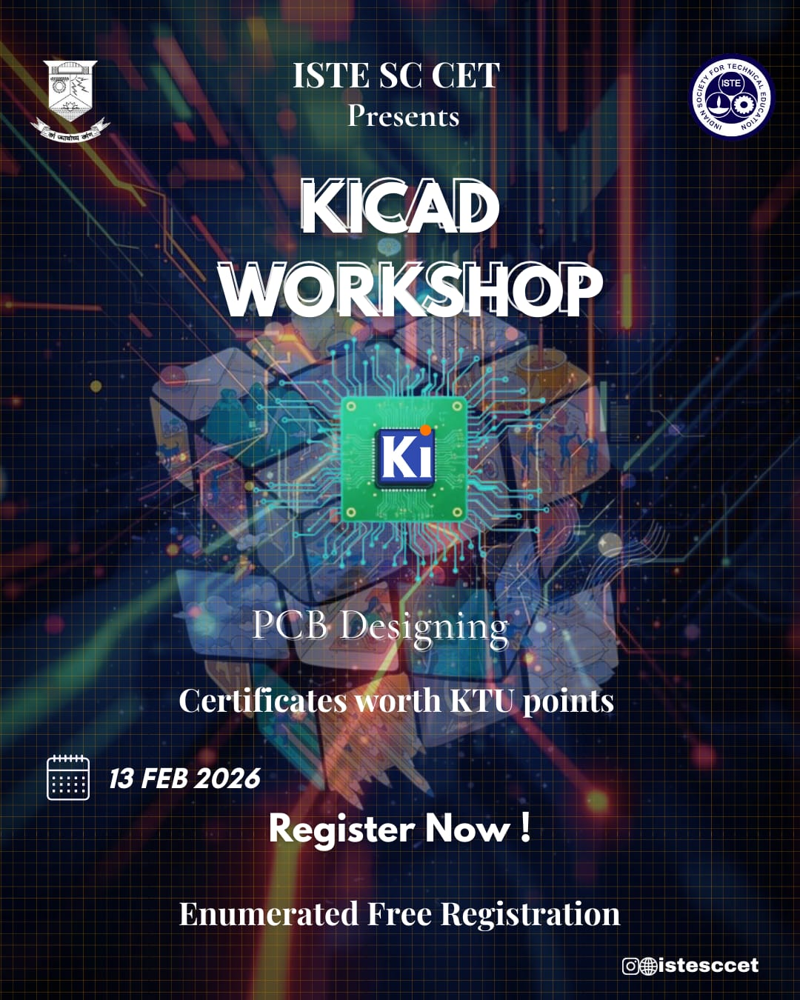 ISTE SC CET
Presents
INDIAN SOCIETY FOR TECHNICAL EDUCATION
ISTE
KICAD
WORKSHOP
Ki
PCB Designing
Certificates worth KTU points
13 FEB 2026
Register Now !
Enumerated Free Registration
istesccet